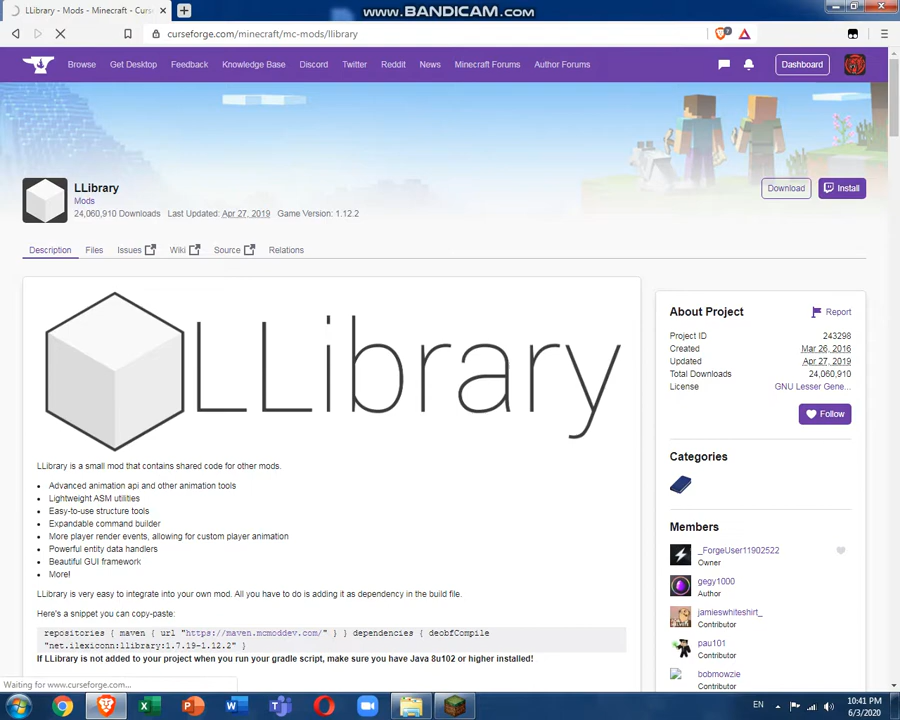 LLibrary - Mods - Minecraft - Curs
www.BANDICAM.com
curseforge.com/minecraft/mc-mods/llibrary
Browse Get Desktop Feedback Knowledge Base Discord Twitter Reddit News Minecraft Forums Author Forums Dashboard
LLibrary
Mods
24,060,910 Downloads Last Updated: Apr 27, 2019 Game Version: 1.12.2
Download Install
Description Files Issues Wiki Source Relations
LLibrary
LLibrary is a small mod that contains shared code for other mods.
Advanced animation api and other animation tools
Lightweight ASM utilities
Easy-to-use structure tools
Expandable command builder
More player render events, allowing for custom player animation
Powerful entity data handlers
Beautiful GUI framework
More!
LLibrary is very easy to integrate into your own mod. All you have to do is adding it as dependency in the build file.
Here's a snippet you can copy-paste:
repositories { maven { url "https://maven.mcmoddev.com/" } } dependencies { deobfCompile
"net.ilexiconn:llibrary:1.7.19-1.12.2" }
If LLibrary is not added to your project when you run your gradle script, make sure you have Java 8u102 or higher installed!
About Project Report
Project ID 243298
Created Mar 26, 2016
Updated Apr 27, 2019
Total Downloads 24,060,910
License GNU Lesser Gene...
Follow
Categories
Members
_ForgeUser11902522
Owner
gegy1000
Author
jamieswhiteshirt_
Contributor
pau101
Contributor
bobmowzie
Contributor
Waiting for www.curseforge.com...
EN
10:41 PM
6/3/2020